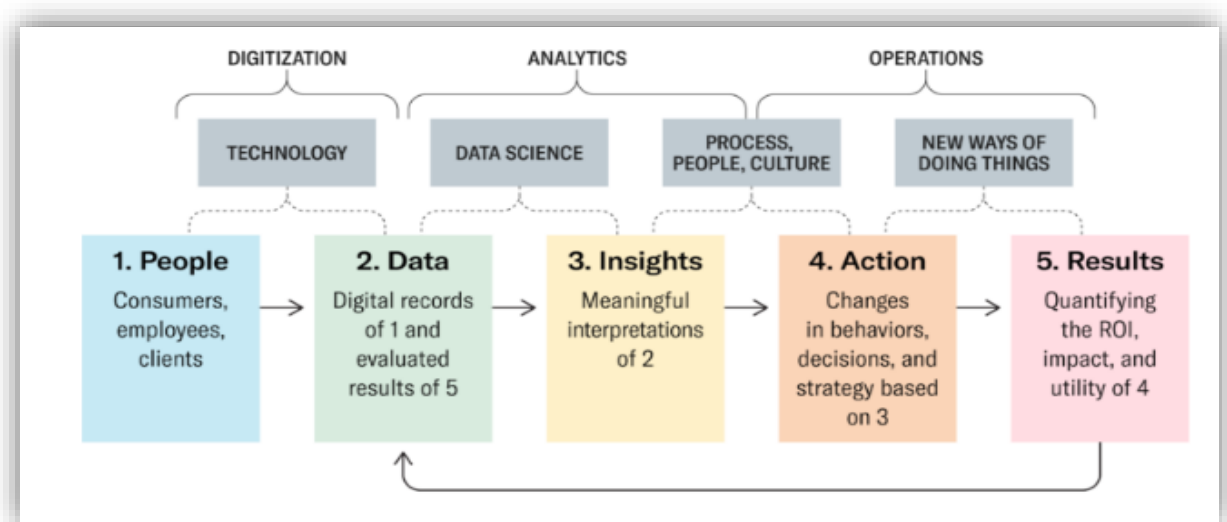 DIGITIZATION
ANALYTICS
OPERATIONS
TECHNOLOGY
DATA SCIENCE
PROCESS,
PEOPLE, CULTURE
NEW WAYS OF
DOING THINGS
1. People
Consumers,
employees,
clients
2. Data
Digital records
of 1 and
evaluated
results of 5
3. Insights
Meaningful
interpretations
of 2
4. Action
Changes
in behaviors,
decisions, and
strategy based
on 3
5. Results
Quantifying
the ROI,
impact, and
utility of 4